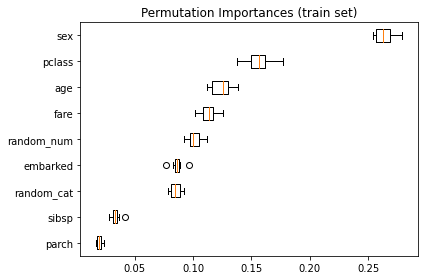 Permutation Importances (train set)
sex
pclass
age
fare
random_num
embarked
random_cat
sibsp
parch
0.05 0.10 0.15 0.20 0.25